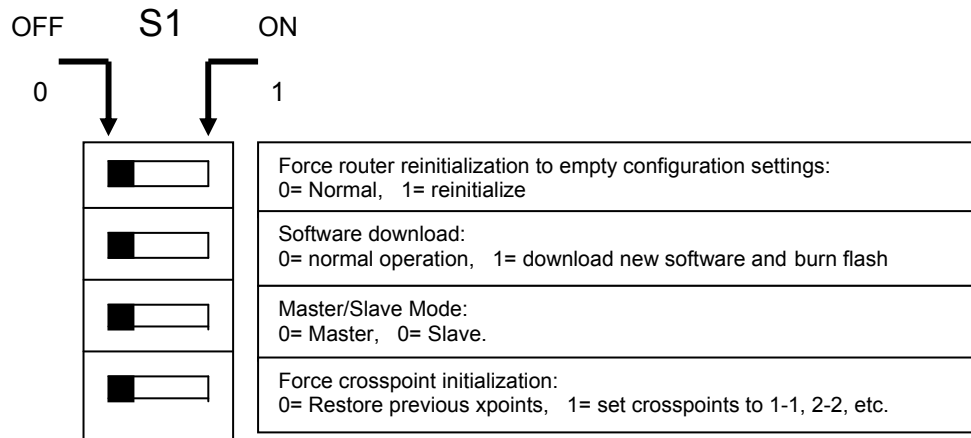 OFF S1 ON
0 1
Force router reinitialization to empty configuration settings:
0= Normal, 1= reinitialize
Software download:
0= normal operation, 1= download new software and burn flash
Master/Slave Mode:
0= Master, 0= Slave.
Force crosspoint initialization:
0= Restore previous xpoints, 1= set crosspoints to 1-1, 2-2, etc.